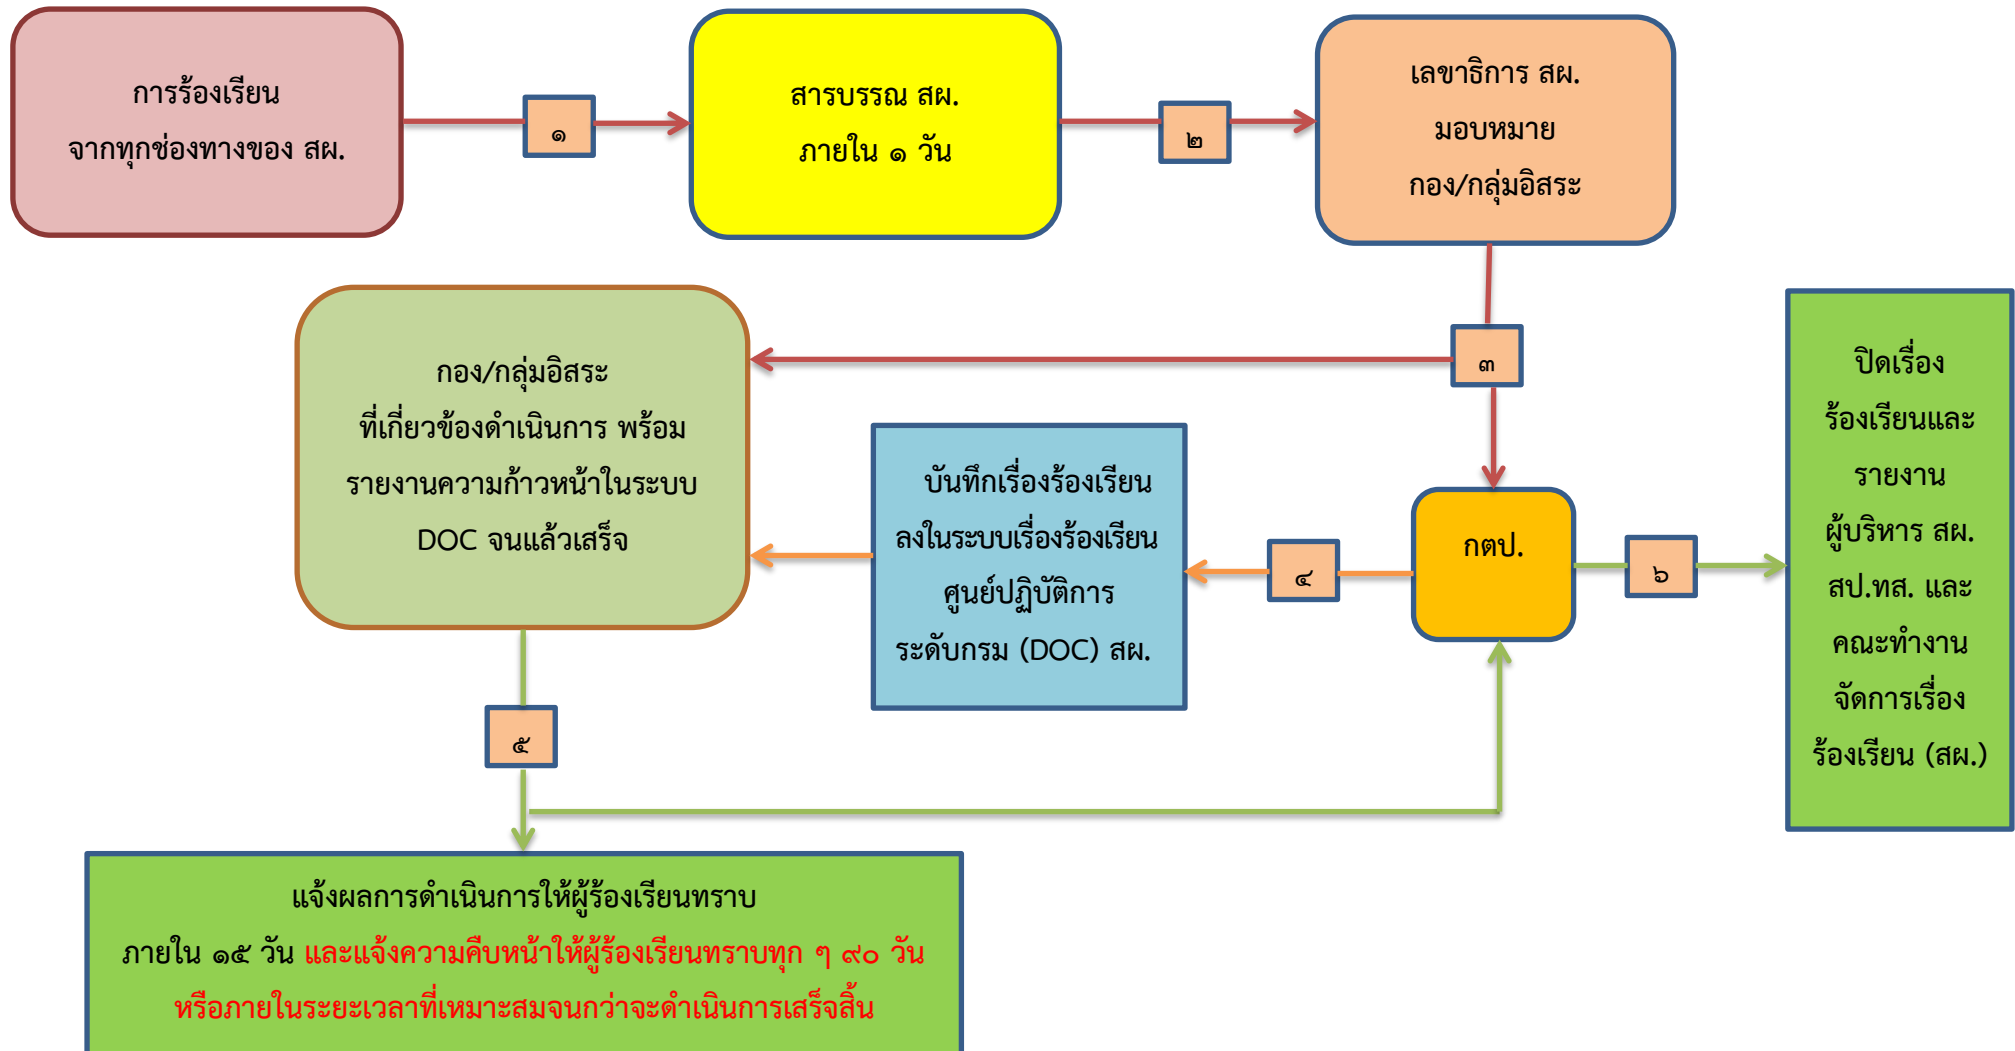 การร้องเรียน
จากทุกช่องทางของ สผ.
๑
สารบรรณ สผ.
ภายใน ๑ วัน
๒
เลขาธิการ สผ.
มอบหมาย
กอง/กลุ่มอิสระ
๓
กอง/กลุ่มอิสระ
ที่เกี่ยวข้องดำเนินการ พร้อม
รายงานความก้าวหน้าในระบบ
DOC จนแล้วเสร็จ
บันทึกเรื่องร้องเรียน
ลงในระบบเรื่องร้องเรียน
ศูนย์ปฏิบัติการ
ระดับกรม (DOC) สผ.
๔
กตป.
๖
ปิดเรื่อง
ร้องเรียนและ
รายงาน
ผู้บริหาร สผ.
สป.ทส. และ
คณะทำงาน
จัดการเรื่อง
ร้องเรียน (สผ.)
๕
แจ้งผลการดำเนินการให้ผู้ร้องเรียนทราบ
ภายใน ๑๕ วัน และแจ้งความคืบหน้าให้ผู้ร้องเรียนทราบทุก ๆ ๙๐ วัน
หรือภายในระยะเวลาที่เหมาะสมจนกว่าจะดำเนินการเสร็จสิ้น